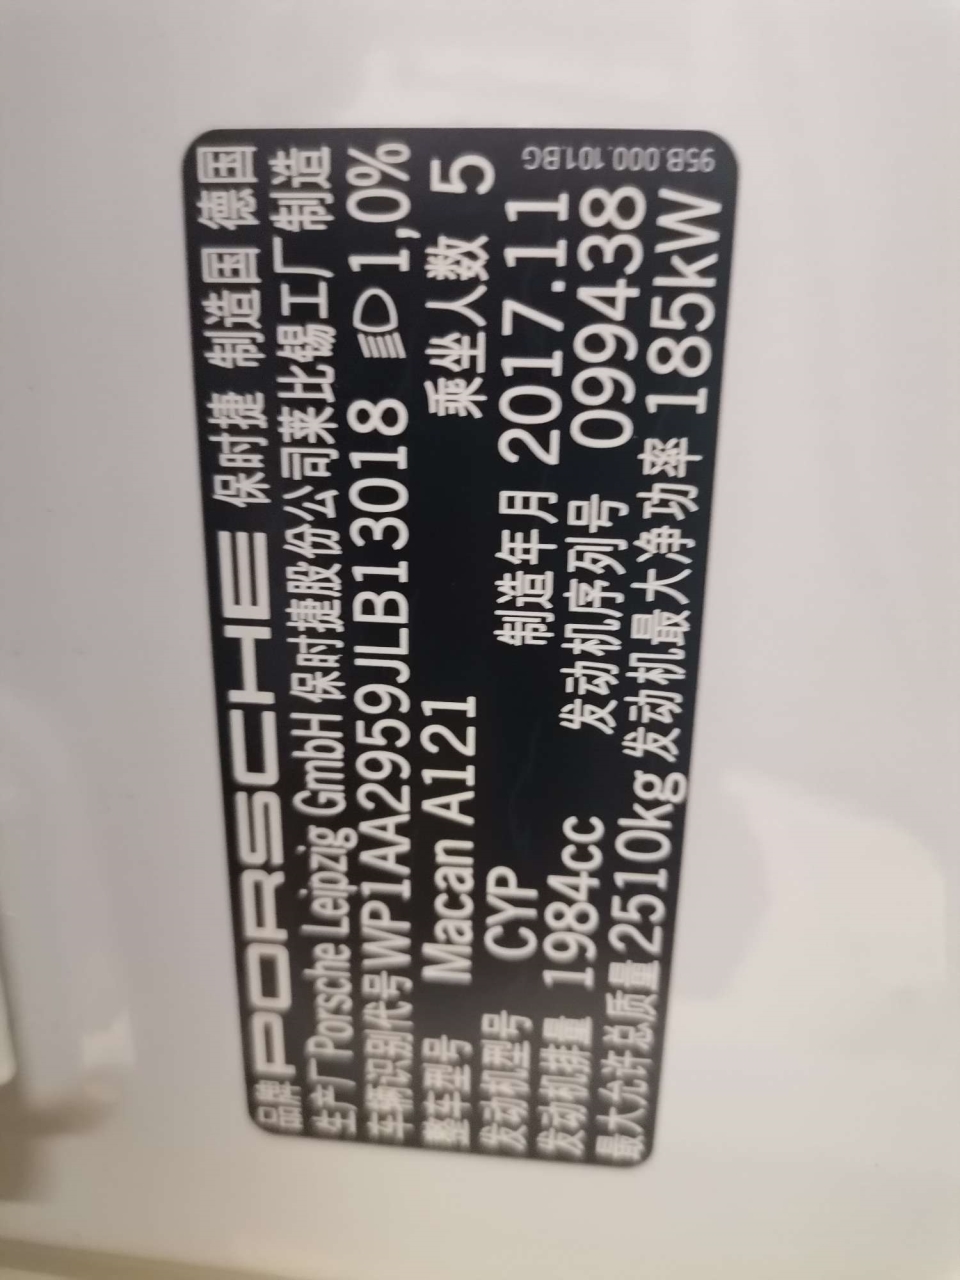 品牌 PORSCHE 保时捷 制造国 德国
生产厂 Porsche Leipzig GmbH 保时捷股份公司莱比锡工厂制造
车辆识别代号 WP1AA2959JLB13018 1,0%
整车型号 Macan A121 乘坐人数 5
发动机型号 CYP 制造年月 2017.11
发动机排量 1984cc 发动机序列号 099438
最大允许总质量 2510kg 发动机最大净功率 185kW
95B.000.101.BG